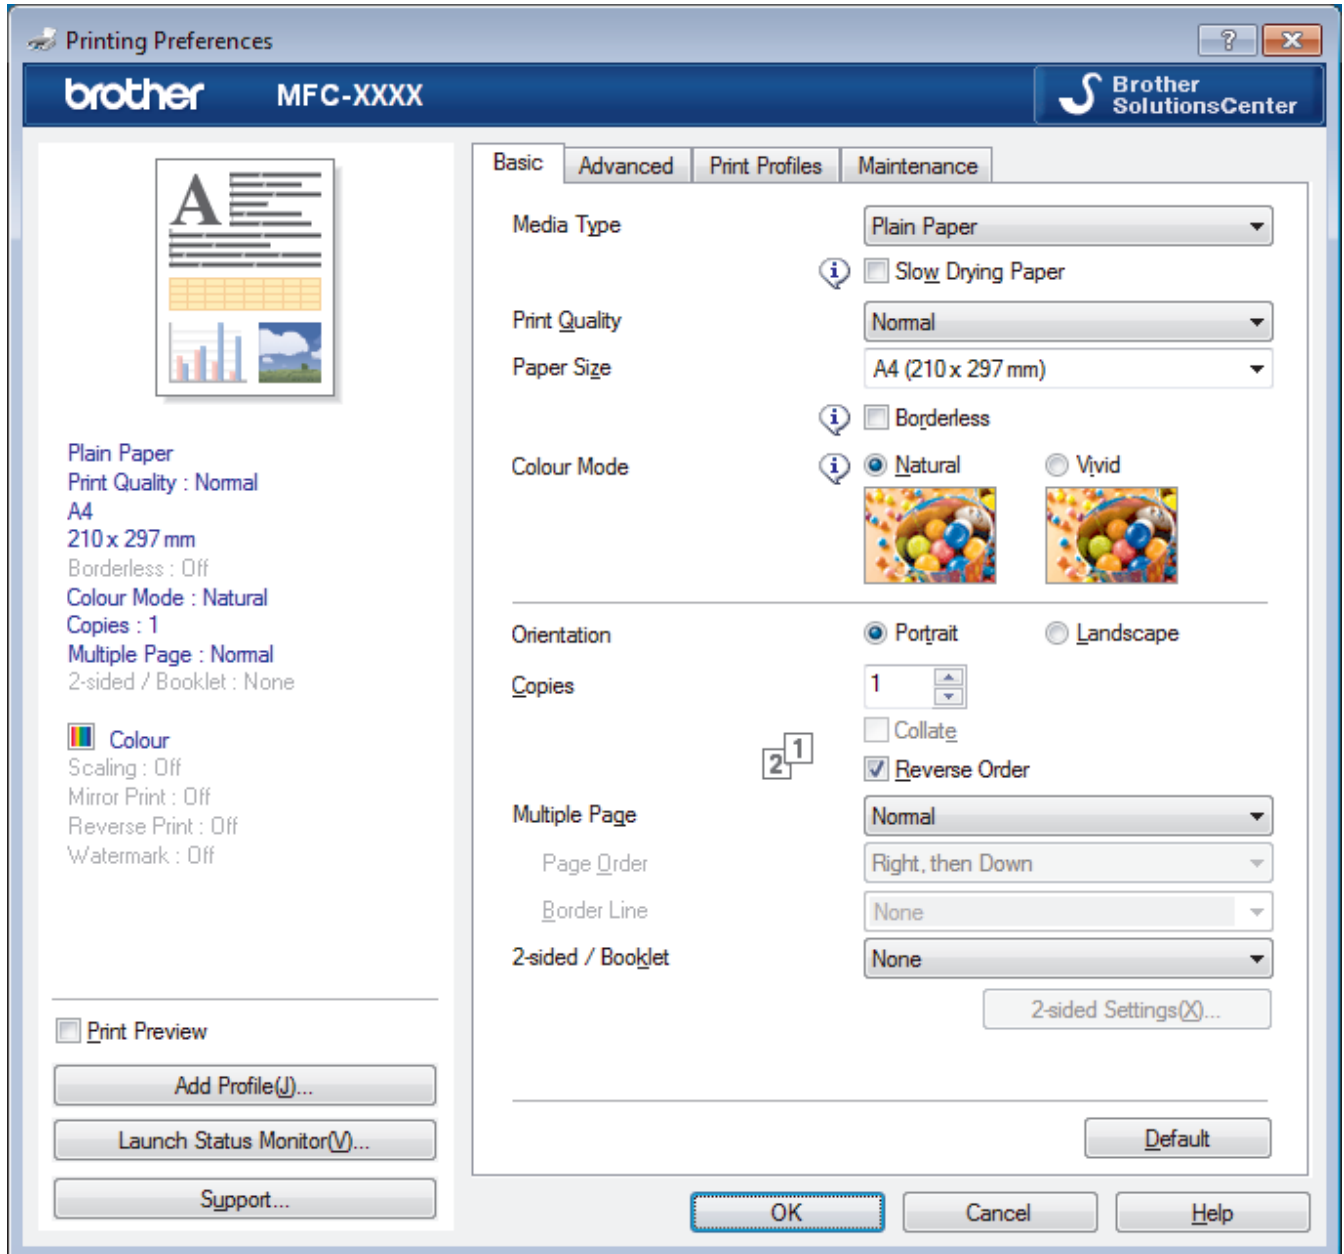 Printing Preferences
?
brother MFC-XXXX
Brother
SolutionsCenter
A
Plain Paper
Print Quality : Normal
A4
210 x 297 mm
Borderless : Off
Colour Mode : Natural
Copies : 1
Multiple Page : Normal
2-sided / Booklet : None
Colour
Scaling : Off
Mirror Print : Off
Reverse Print : Off
Watermark : Off
Print Preview
Add Profile(J)...
Launch Status Monitor(V)...
Support...
Basic Advanced Print Profiles Maintenance
Media Type Plain Paper
i Slow Drying Paper
Print Quality Normal
Paper Size A4 (210 x 297 mm)
i Borderless
Colour Mode i Natural Vivid
Orientation Portrait Landscape
Copies 1
Collate
2 1 Reverse Order
Multiple Page Normal
Page Order Right, then Down
Border Line None
2-sided / Booklet None
2-sided Settings(X)...
Default
OK Cancel Help